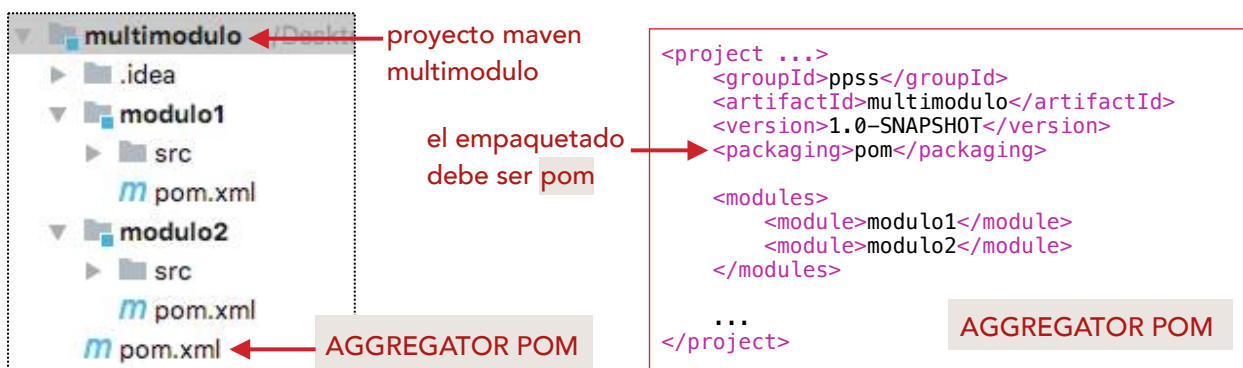 multimodulo
proyecto maven
multimodulo
.idea
modulo1
src
pom.xml
modulo2
src
pom.xml
pom.xml
AGGREGATOR POM
el empaquetado
debe ser pom
<project ...>
    <groupId>ppss</groupId>
    <artifactId>multimodulo</artifactId>
    <version>1.0-SNAPSHOT</version>
    <packaging>pom</packaging>
    <modules>
        <module>modulo1</module>
        <module>modulo2</module>
    </modules>
    ...
</project>
AGGREGATOR POM